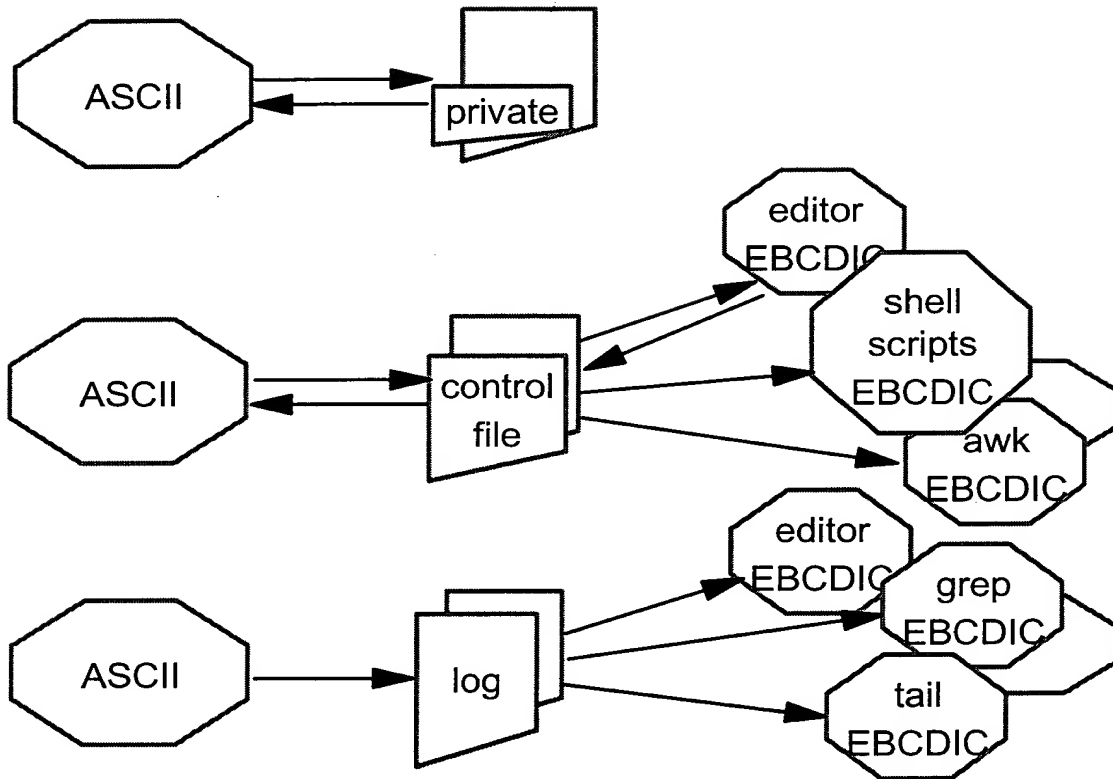 ASCII
private
editor
EBCDIC
shell
scripts
EBCDIC
ASCII
control
file
awk
EBCDIC
editor
EBCDIC
grep
EBCDIC
ASCII
log
tail
EBCDIC